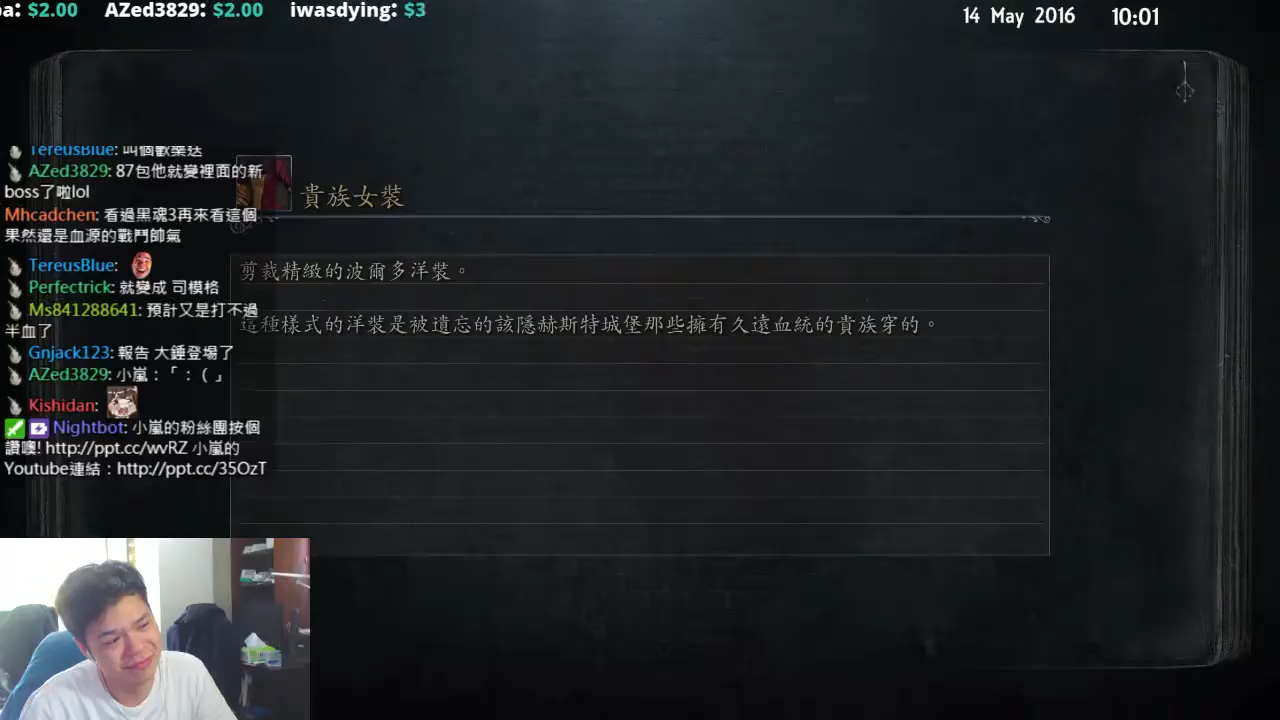 pa: $2.00 AZed3829: $2.00 iwasdying: $3
14 May 2016 10:01
TereusBlue: 叫個歡樂送
AZed3829: 87包他就變裡面的新
boss了啦lol
Mhcadchen: 看過黑魂3再來看這個
果然還是血源的戰鬥帥氣
TereusBlue:
Perfectrick: 就變成 司模格
Ms841288641: 預計又是打不過
半血了
Gnjack123: 報告 大錘登場了
AZed3829: 小嵐：「：（」
Kishidan:
Nightbot: 小嵐的粉絲團按個
讚噢! http://ppt.cc/wvRZ 小嵐的
Youtube連結：http://ppt.cc/35OzT
貴族女裝
剪裁精緻的波爾多洋裝。
這種樣式的洋裝是被遺忘的該隱赫斯特城堡那些擁有久遠血統的貴族穿的。